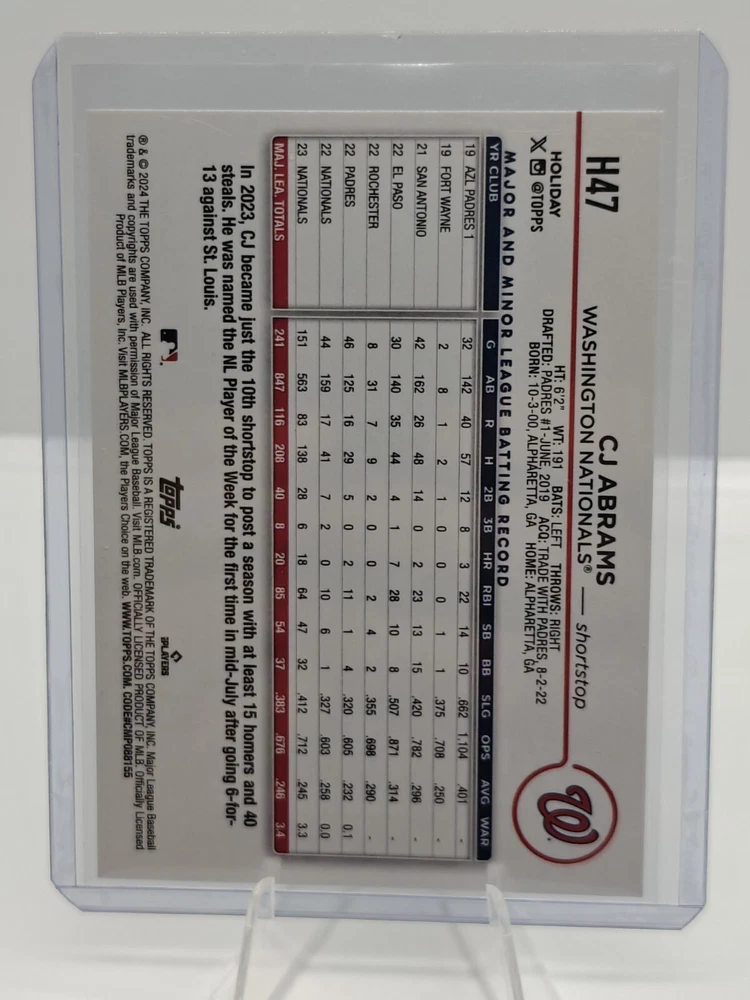 H47
HOLIDAY
@TOPPS
CJ ABRAMS
WASHINGTON NATIONALS® — shortstop
HT: 6'2" WT: 191 BATS: LEFT THROWS: RIGHT
DRAFTED: PADRES #1-JUNE, 2019 ACQ: TRADE WITH PADRES, 8-2-22
BORN: 10-3-00, ALPHARETTA, GA HOME: ALPHARETTA, GA
W
MAJOR AND MINOR LEAGUE BATTING RECORD
YR CLUB G AB R H 2B 3B HR RBI SB BB SLG OPS AVG WAR
19 AZL PADRES 1 32 142 40 57 12 8 3 22 14 10 .662 1.104 .401 -
19 FORT WAYNE 2 8 1 2 1 0 0 0 1 1 .375 .708 .250 -
21 SAN ANTONIO 42 162 26 48 14 0 2 23 13 15 .420 .782 .296 -
22 EL PASO 30 140 35 44 4 1 7 28 10 8 .507 .871 .314 -
22 ROCHESTER 8 31 7 9 2 0 0 2 4 2 .355 .698 .290 -
22 PADRES 46 125 16 29 5 0 2 11 1 4 .320 .605 .232 0.1
22 NATIONALS 44 159 17 41 7 2 0 10 6 1 .327 .603 .258 0.0
23 NATIONALS 151 563 83 138 28 6 18 64 47 32 .412 .712 .245 3.3
MAJ. LEA. TOTALS 241 847 116 208 40 8 20 85 54 37 .383 .676 .246 3.4
In 2023, CJ became just the 10th shortstop to post a season with at least 15 homers and 40
steals. He was named the NL Player of the Week for the first time in mid-July after going 6-for-
13 against St. Louis.
topps
PLAYERS
® & © 2024 THE TOPPS COMPANY, INC. ALL RIGHTS RESERVED. TOPPS IS A REGISTERED TRADEMARK OF THE TOPPS COMPANY, INC. Major League Baseball
trademarks and copyrights are used with permission of Major League Baseball. Visit MLB.com. OFFICIALLY LICENSED PRODUCT OF MLB. Officially Licensed
Product of MLB Players, Inc. Visit MLBPLAYERS.COM, the Players Choice on the web. WWW.TOPPS.COM. CODE#CMP088155